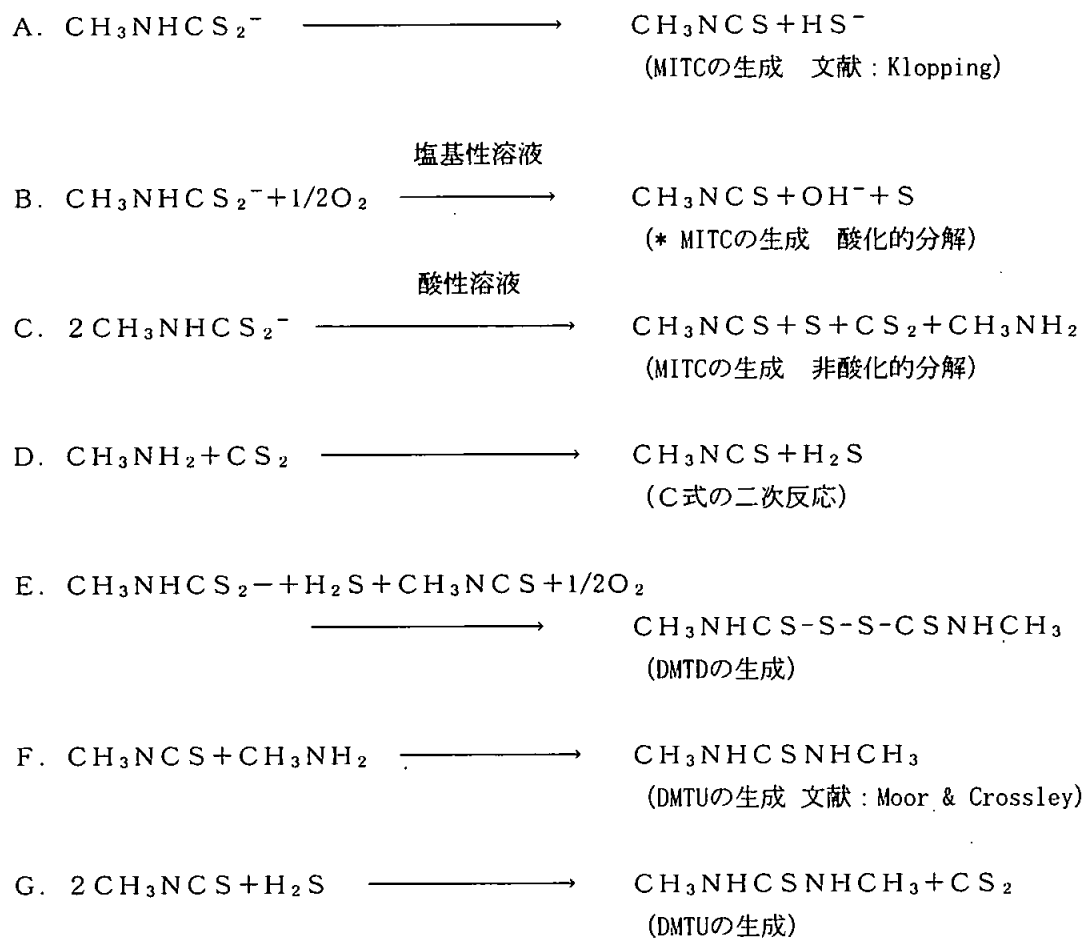 A. CH₃NHCS₂⁻ ⟶ CH₃NCS+HS⁻
(MITCの生成 文献:Klopping)
塩基性溶液
B. CH₃NHCS₂⁻+1/2O₂ ⟶ CH₃NCS+OH⁻+S
(* MITCの生成 酸化的分解)
酸性溶液
C. 2CH₃NHCS₂⁻ ⟶ CH₃NCS+S+CS₂+CH₃NH₂
(MITCの生成 非酸化的分解)
D. CH₃NH₂+CS₂ ⟶ CH₃NCS+H₂S
(C式の二次反応)
E. CH₃NHCS₂−+H₂S+CH₃NCS+1/2O₂
⟶ CH₃NHCS-S-S-CSNHCH₃
(DMTDの生成)
F. CH₃NCS+CH₃NH₂ ⟶ CH₃NHCSNHCH₃
(DMTUの生成 文献:Moor & Crossley)
G. 2CH₃NCS+H₂S ⟶ CH₃NHCSNHCH₃+CS₂
(DMTUの生成)